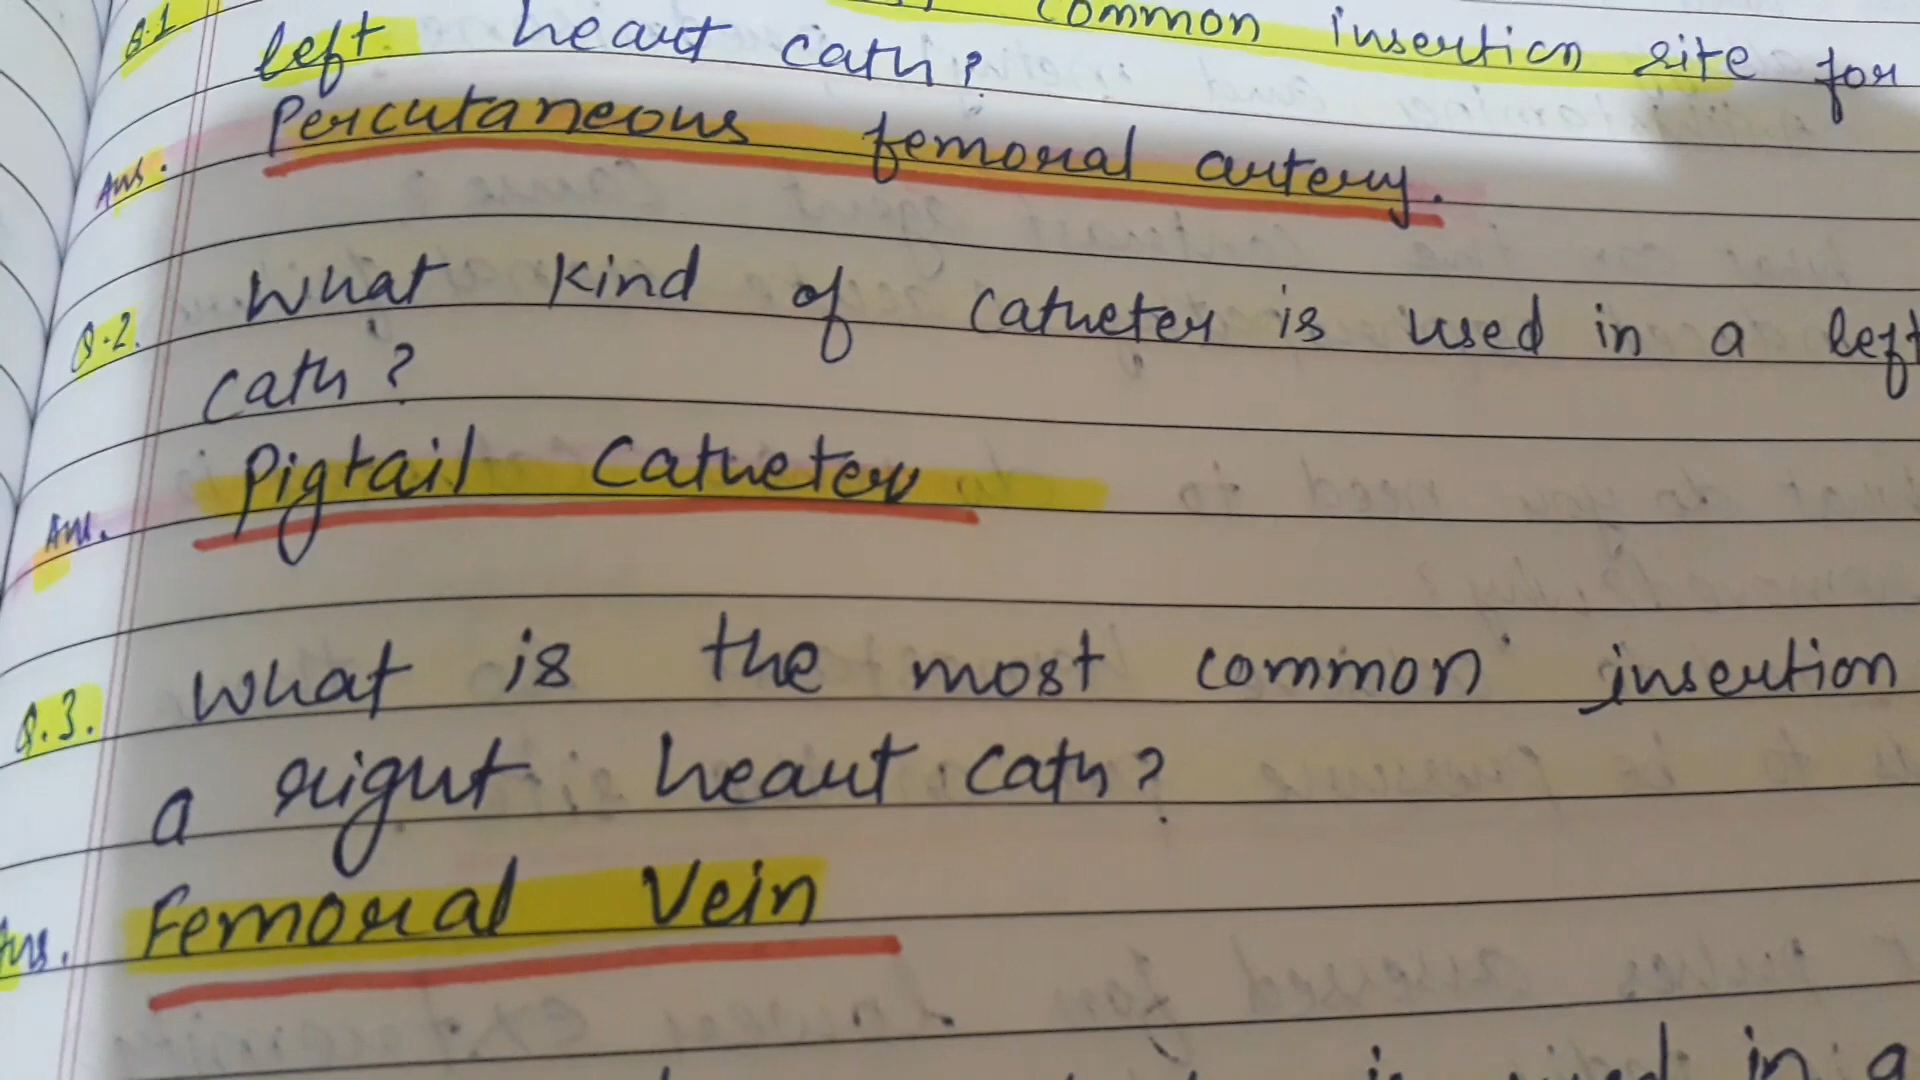 Q.1 common insertion site for
left heart cath?
Ans. Percutaneous femoral artery.
Q.2. What kind of catheter is used in a left
cath?
Ans. Pigtail Catheter
Q.3. What is the most common insertion
a right heart cath?
Ans. Femoral Vein
in a